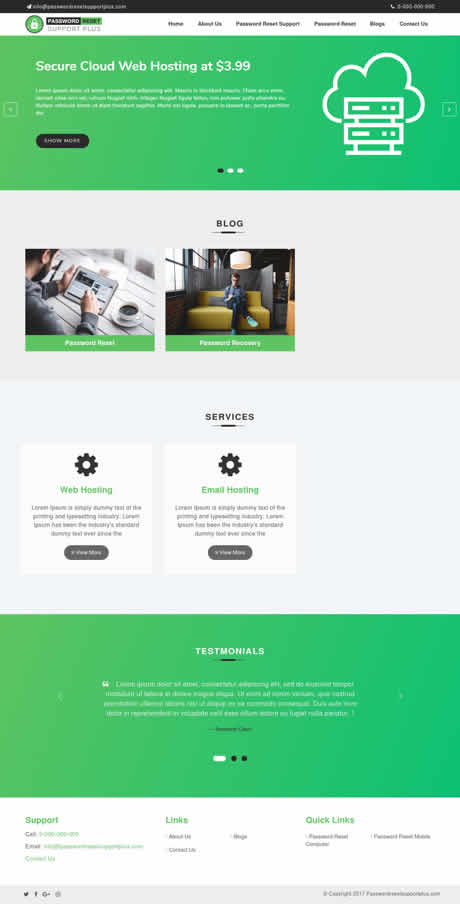 info@passwordresetsupportplus.com
0-000-000-000
PASSWORD RESET
SUPPORT PLUS
Home
About Us
Password Reset Support
Password Reset
Blogs
Contact Us
Secure Cloud Web Hosting at $3.99
Lorem ipsum dolor sit amet, consectetur adipiscing elit. Mauris in tincidunt mauris.
SHOW MORE
BLOG
Password Reset
Password Recovery
SERVICES
Web Hosting
Lorem Ipsum is simply dummy text of the
printing and typesetting industry. Lorem
Ipsum has been the industry's standard
dummy text ever since the
View More
Email Hosting
Lorem Ipsum is simply dummy text of the
printing and typesetting industry. Lorem
Ipsum has been the industry's standard
dummy text ever since the
View More
TESTMONIALS
Lorem ipsum dolor sit amet, consectetur adipiscing elit, sed do eiusmod tempor
incididunt ut labore et dolore magna aliqua. Ut enim ad minim veniam, quis nostrud
exercitation ullamco laboris nisi ut aliquip ex ea commodo consequat. Duis aute irure
dolor in reprehenderit in voluptate velit esse cillum dolore eu fugiat nulla pariatur. !
Support
Call: 0-000-000-000
Email: info@passwordresetsupportplus.com
Contact Us
Links
About Us
Blogs
Contact Us
Quick Links
Password Reset
Computer
Password Reset Mobile
© Copyright 2017 Passwordresetsupportplus.com